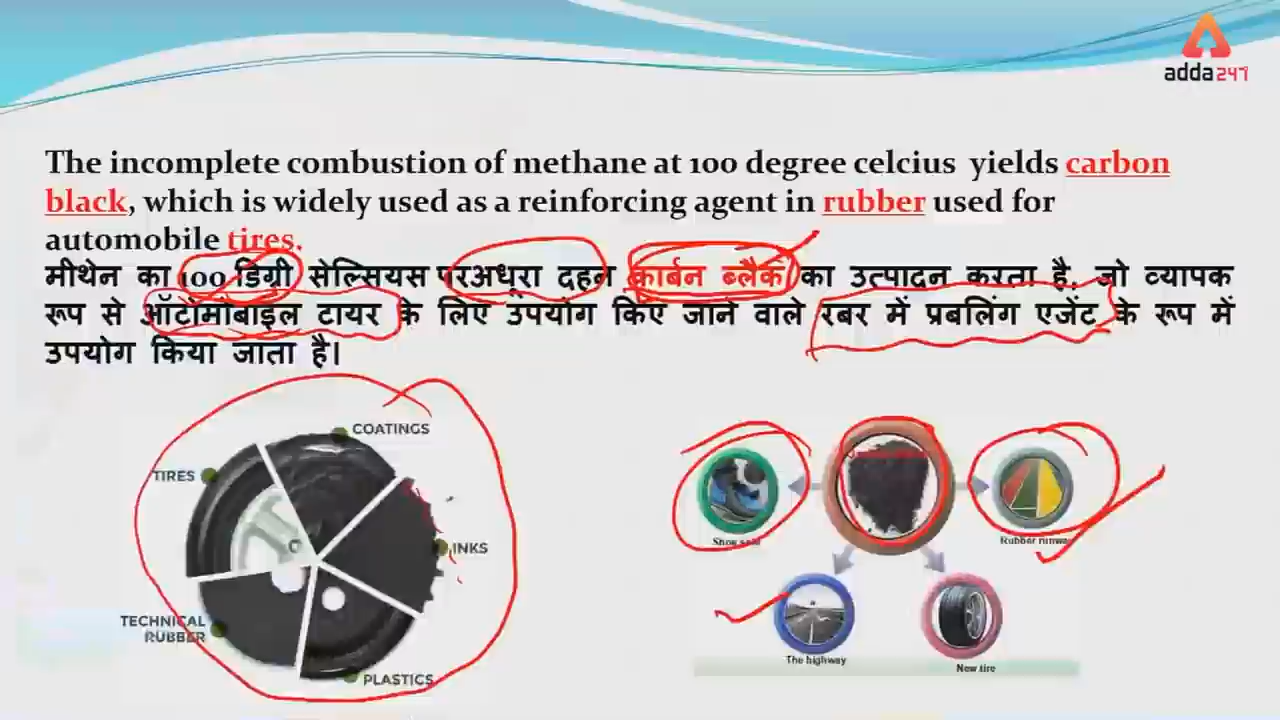 adda247
The incomplete combustion of methane at 100 degree celcius yields carbon
black, which is widely used as a reinforcing agent in rubber used for
automobile tires.
मीथेन का 100 डिग्री सेल्सियस पर अधूरा दहन कार्बन ब्लैक का उत्पादन करता है, जो व्यापक
रूप से ऑटोमोबाइल टायर के लिए उपयोग किए जाने वाले रबर में प्रबलिंग एजेंट के रूप में
उपयोग किया जाता है।
COATINGS
TIRES
INKS
TECHNICAL
RUBBER
PLASTICS
Rubber runway
The highway
New tire